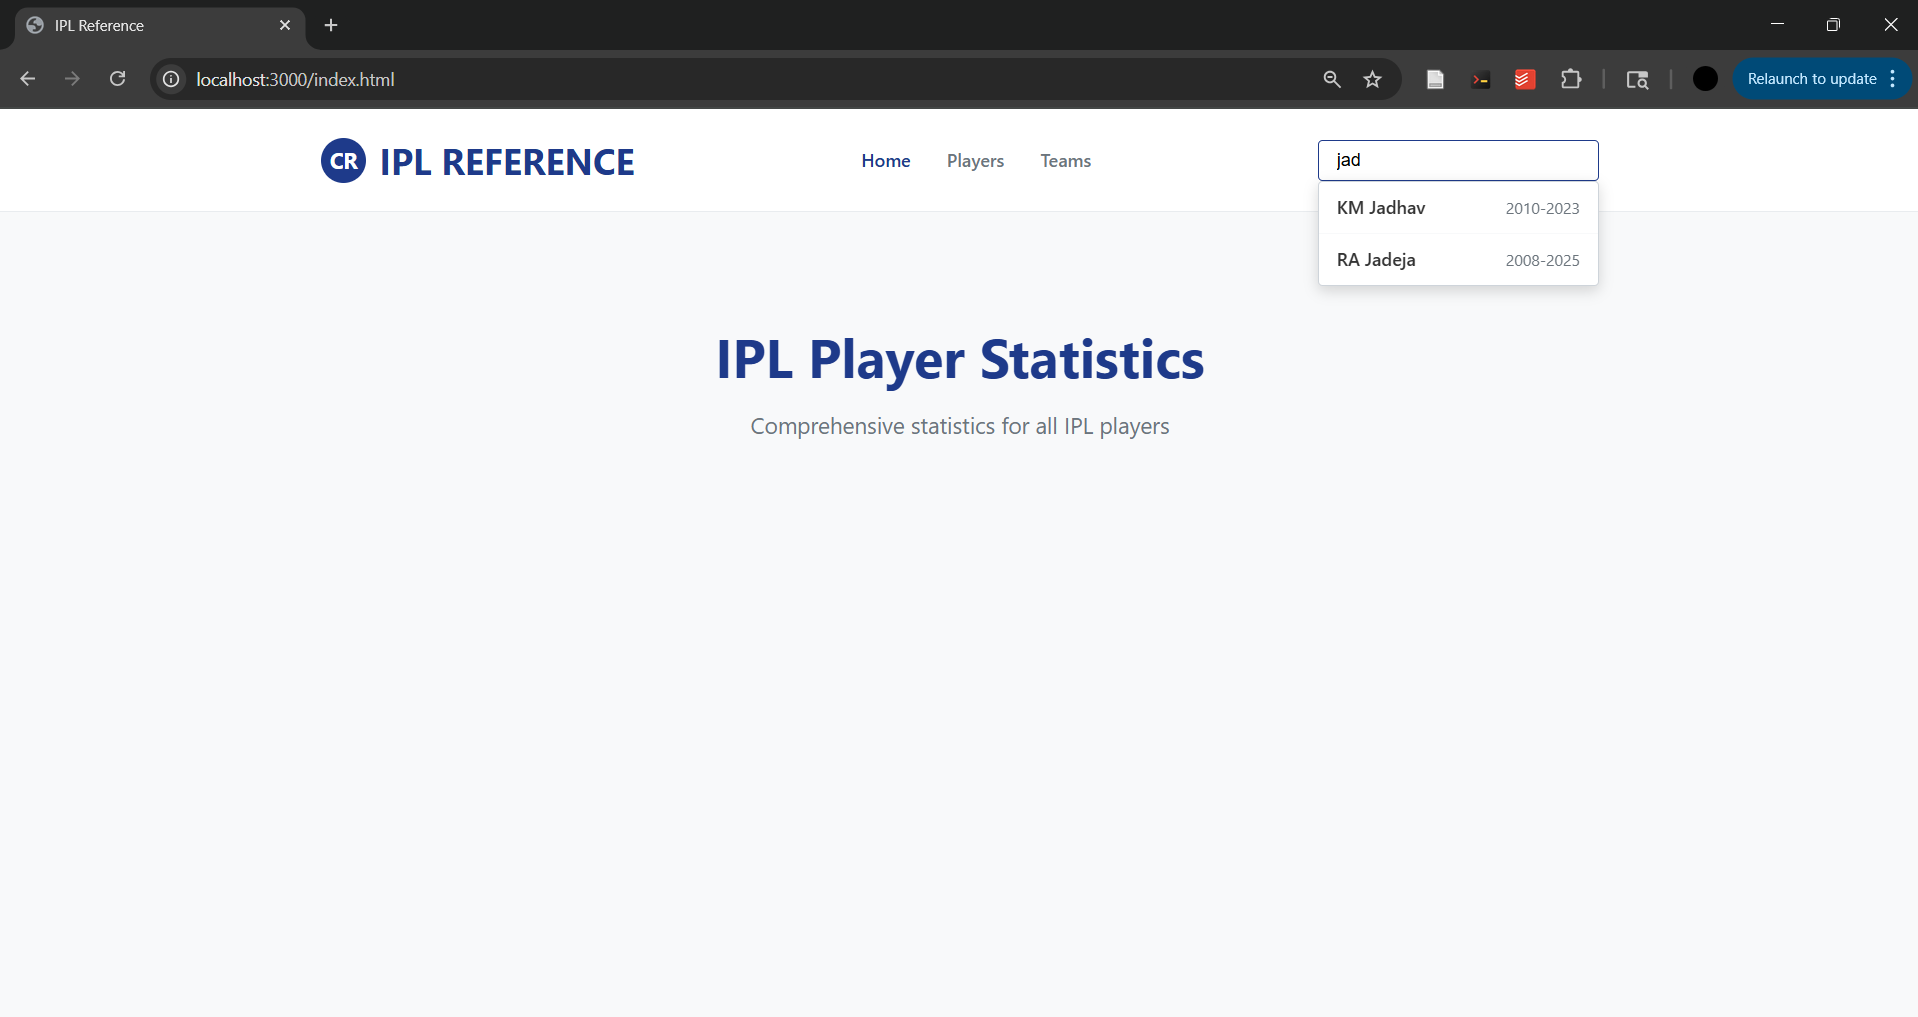 IPL Reference
localhost:3000/index.html
Relaunch to update
CR IPL REFERENCE
Home Players Teams
jad
KM Jadhav 2010-2023
RA Jadeja 2008-2025
IPL Player Statistics
Comprehensive statistics for all IPL players